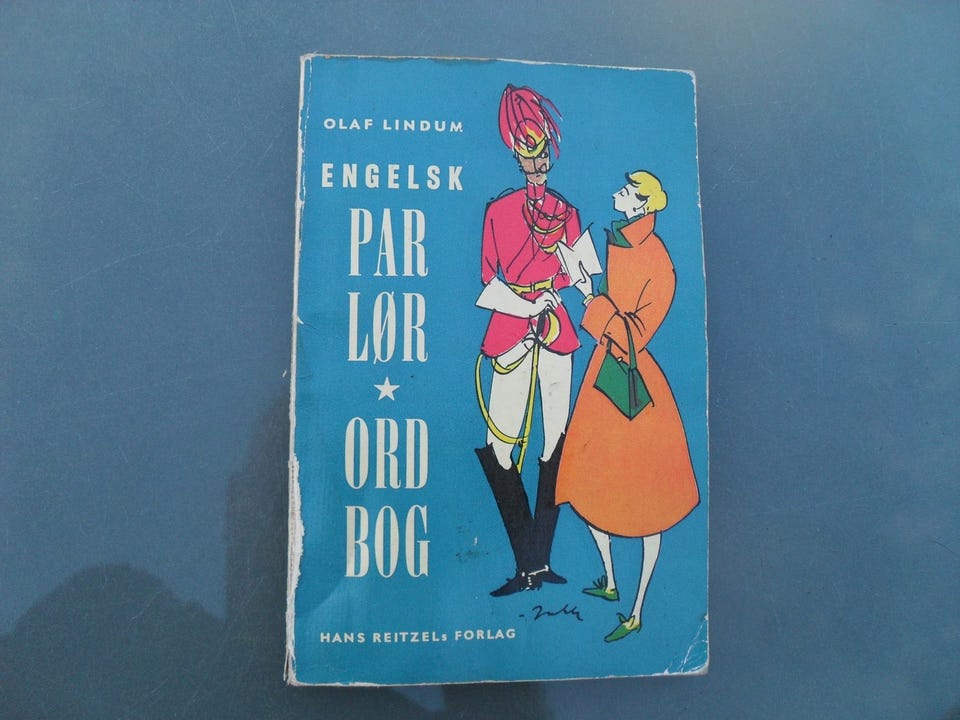 OLAF LINDUM
ENGELSK
PAR
LØR
★
ORD
BOG
HANS REITZELs FORLAG